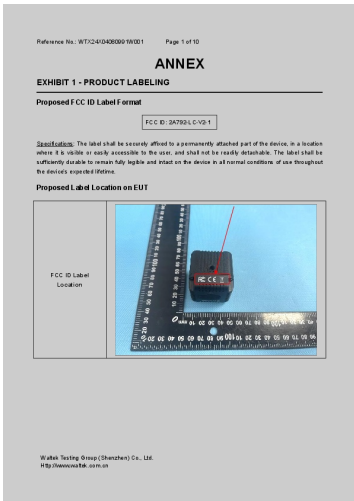 Reference No.: WTX24X04080991W001 Page 1 of 10
ANNEX
EXHIBIT 1 - PRODUCT LABELING
Proposed FCC ID Label Format
FCC ID: 2A792-LC-V2-1
Specifications: The label shall be securely affixed to a permanently attached part of the device, in a location
where it is visible or easily accessible to the user, and shall not be readily detachable. The label shall be
sufficiently durable to remain fully legible and intact on the device in all normal conditions of use throughout
the device's expected lifetime.
Proposed Label Location on EUT
FCC ID Label
Location
Waltek Testing Group (Shenzhen) Co., Ltd.
Http://www.waltek.com.cn